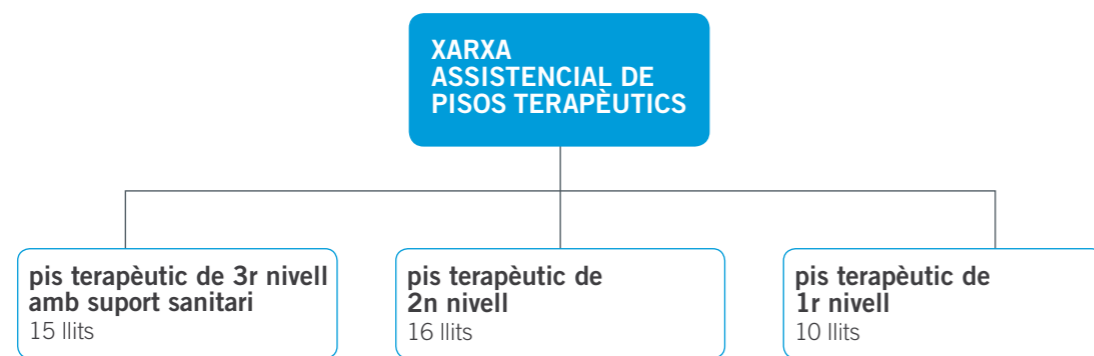 XARXA
ASSISTENCIAL DE
PISOS TERAPÈUTICS
pis terapèutic de 3r nivell
amb suport sanitari
15 llits
pis terapèutic de
2n nivell
16 llits
pis terapèutic de
1r nivell
10 llits